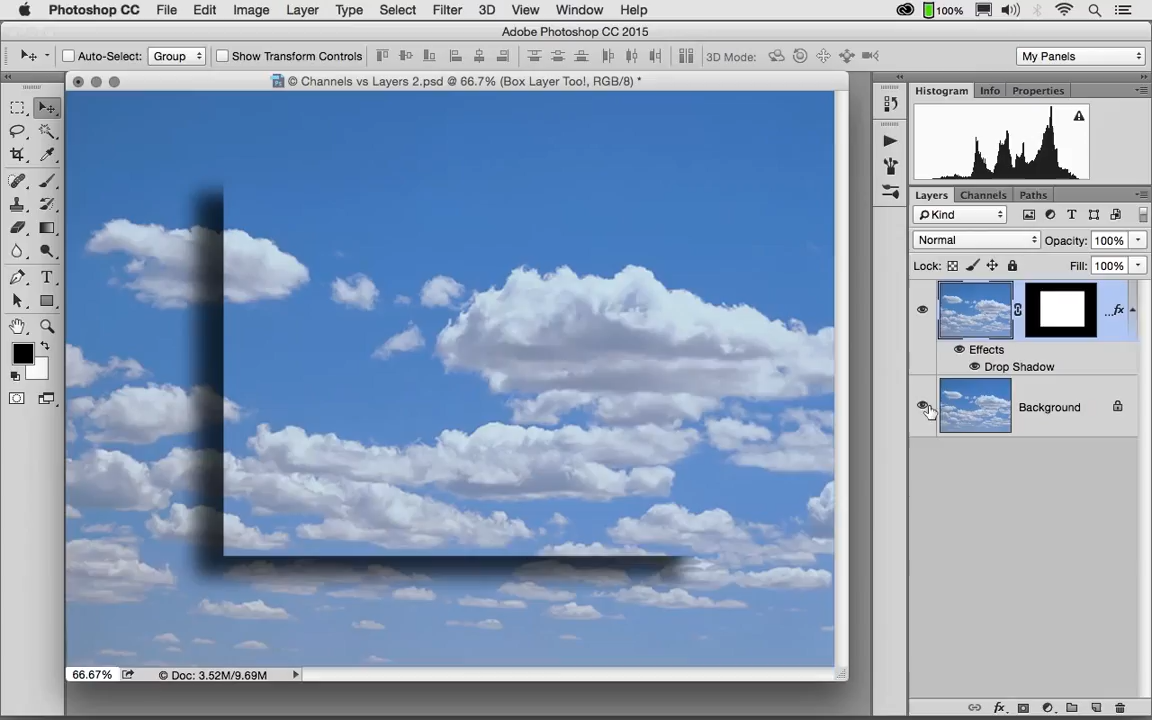 Photoshop CC File Edit Image Layer Type Select Filter 3D View Window Help 100%
Adobe Photoshop CC 2015
Auto-Select: Group Show Transform Controls 3D Mode: My Panels
© Channels vs Layers 2.psd @ 66.7% (Box Layer Too!, RGB/8) *
Histogram Info Properties
Layers Channels Paths
Kind
Normal Opacity: 100%
Lock: Fill: 100%
...fx
Effects
Drop Shadow
Background
66.67% © Doc: 3.52M/9.69M
fx